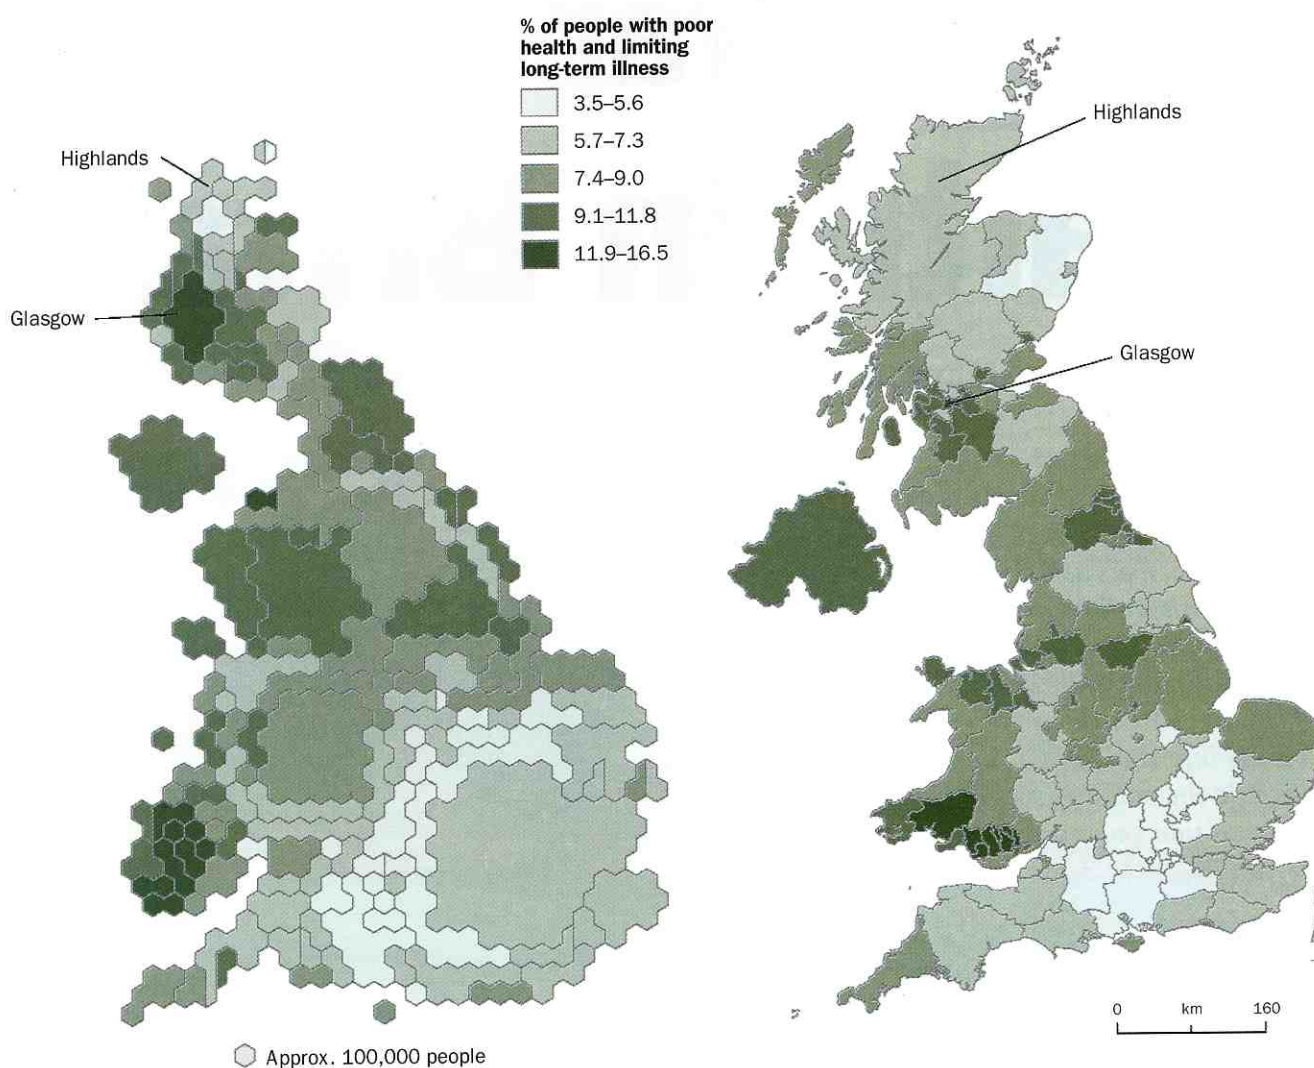 % of people with poor
health and limiting
long-term illness
3.5–5.6
5.7–7.3
7.4–9.0
9.1–11.8
11.9–16.5
Highlands
Glasgow
Approx. 100,000 people
Highlands
Glasgow
0 km 160